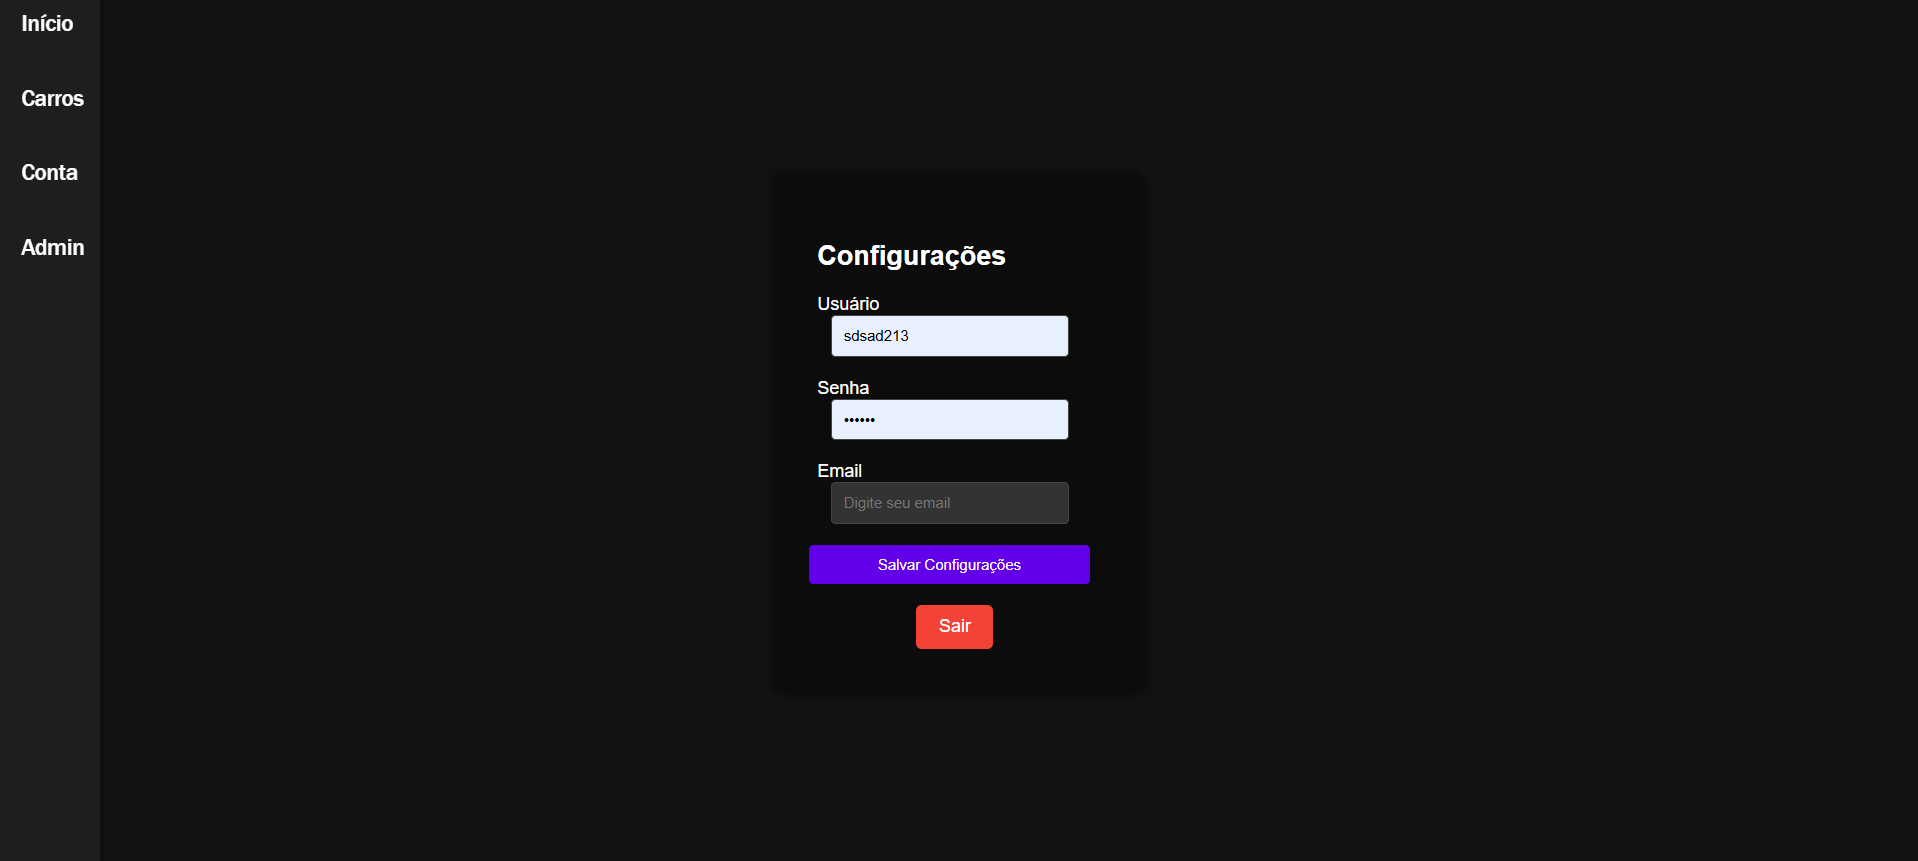 Início
Carros
Conta
Admin
Configurações
Usuário
sdsad213
Senha
••••••
Email
Digite seu email
Salvar Configurações
Sair